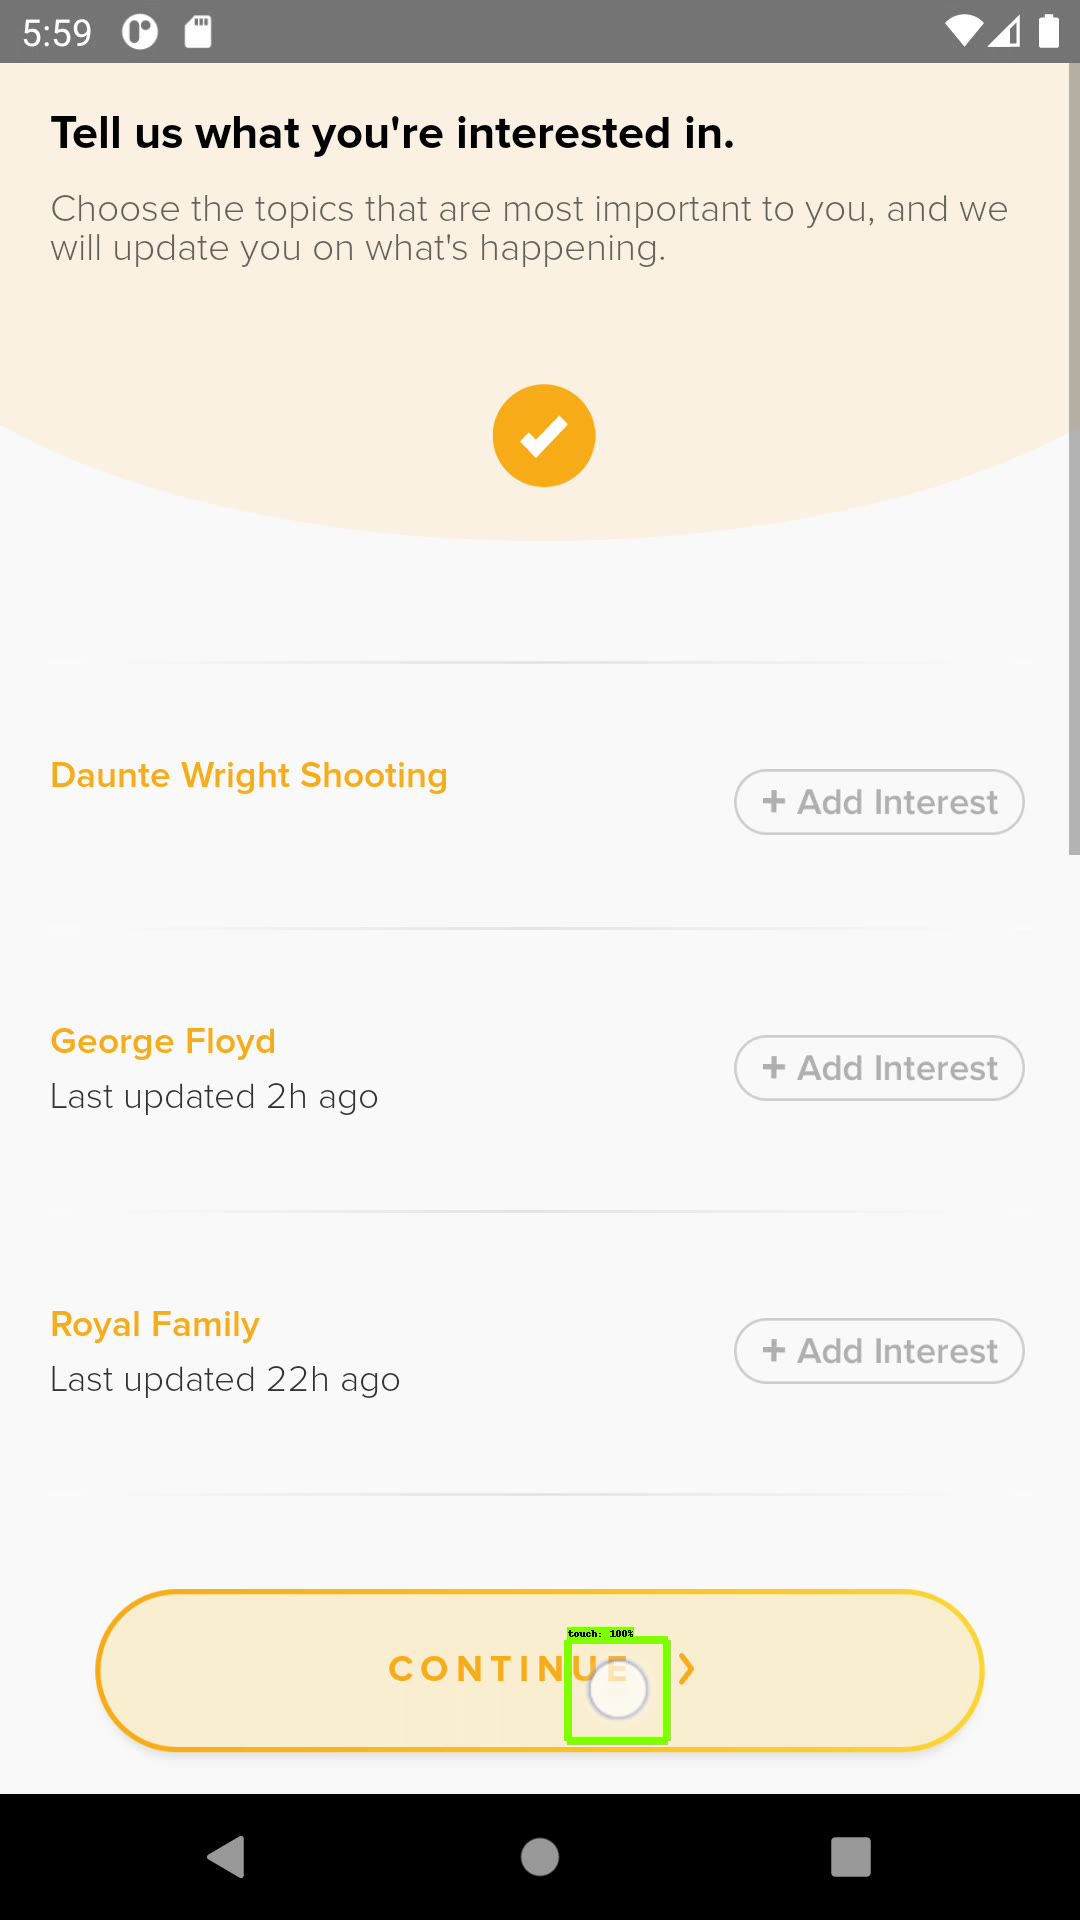 5:59
Tell us what you're interested in.
Choose the topics that are most important to you, and we
will update you on what's happening.
Daunte Wright Shooting
+ Add Interest
George Floyd
Last updated 2h ago
+ Add Interest
Royal Family
Last updated 22h ago
+ Add Interest
touch: 100%
CONTINUE